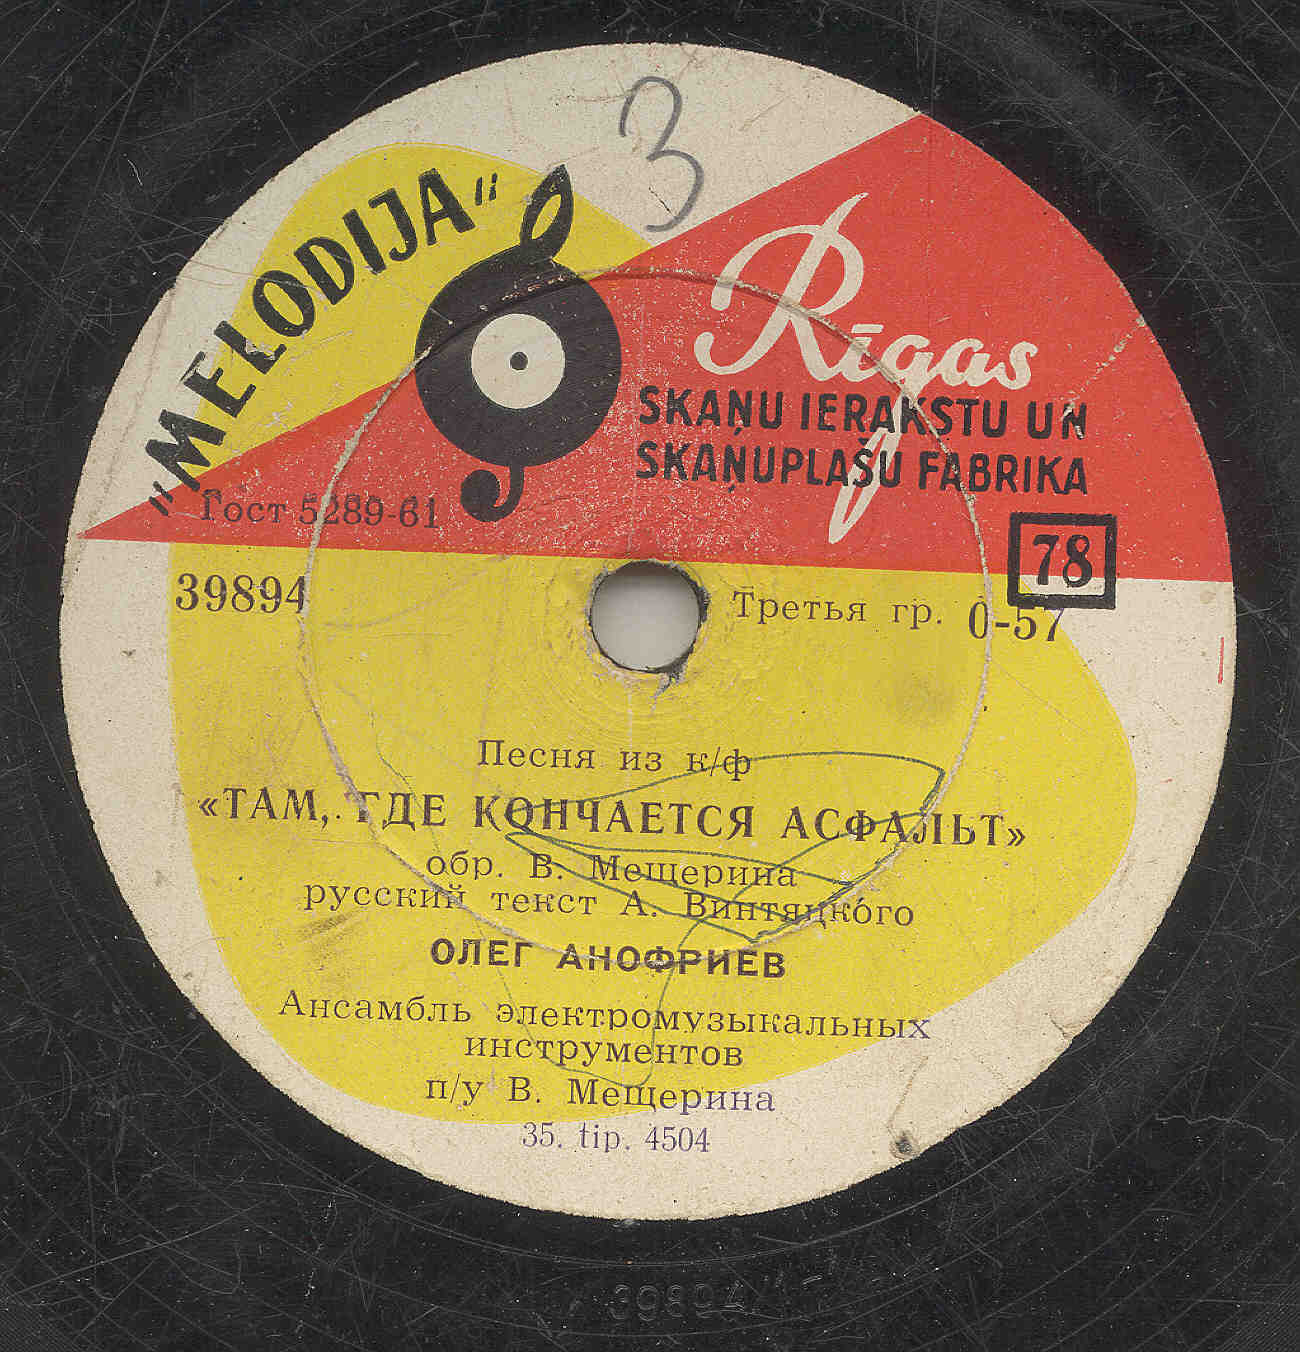 3
„MELODIJA“
Rīgas
SKAŅU IERAKSTU UN
SKAŅUPLAŠU FABRIKA
Гост 5289-61
78
39894
Третья гр. 0-57
Песня из к/ф
«ТАМ, ГДЕ КОНЧАЕТСЯ АСФАЛЬТ»
обр. В. Мещерина
русский текст А. Винтяцкого
ОЛЕГ АНОФРИЕВ
Ансамбль электромузыкальных
инструментов
п/у В. Мещерина
35. tip. 4504
39894